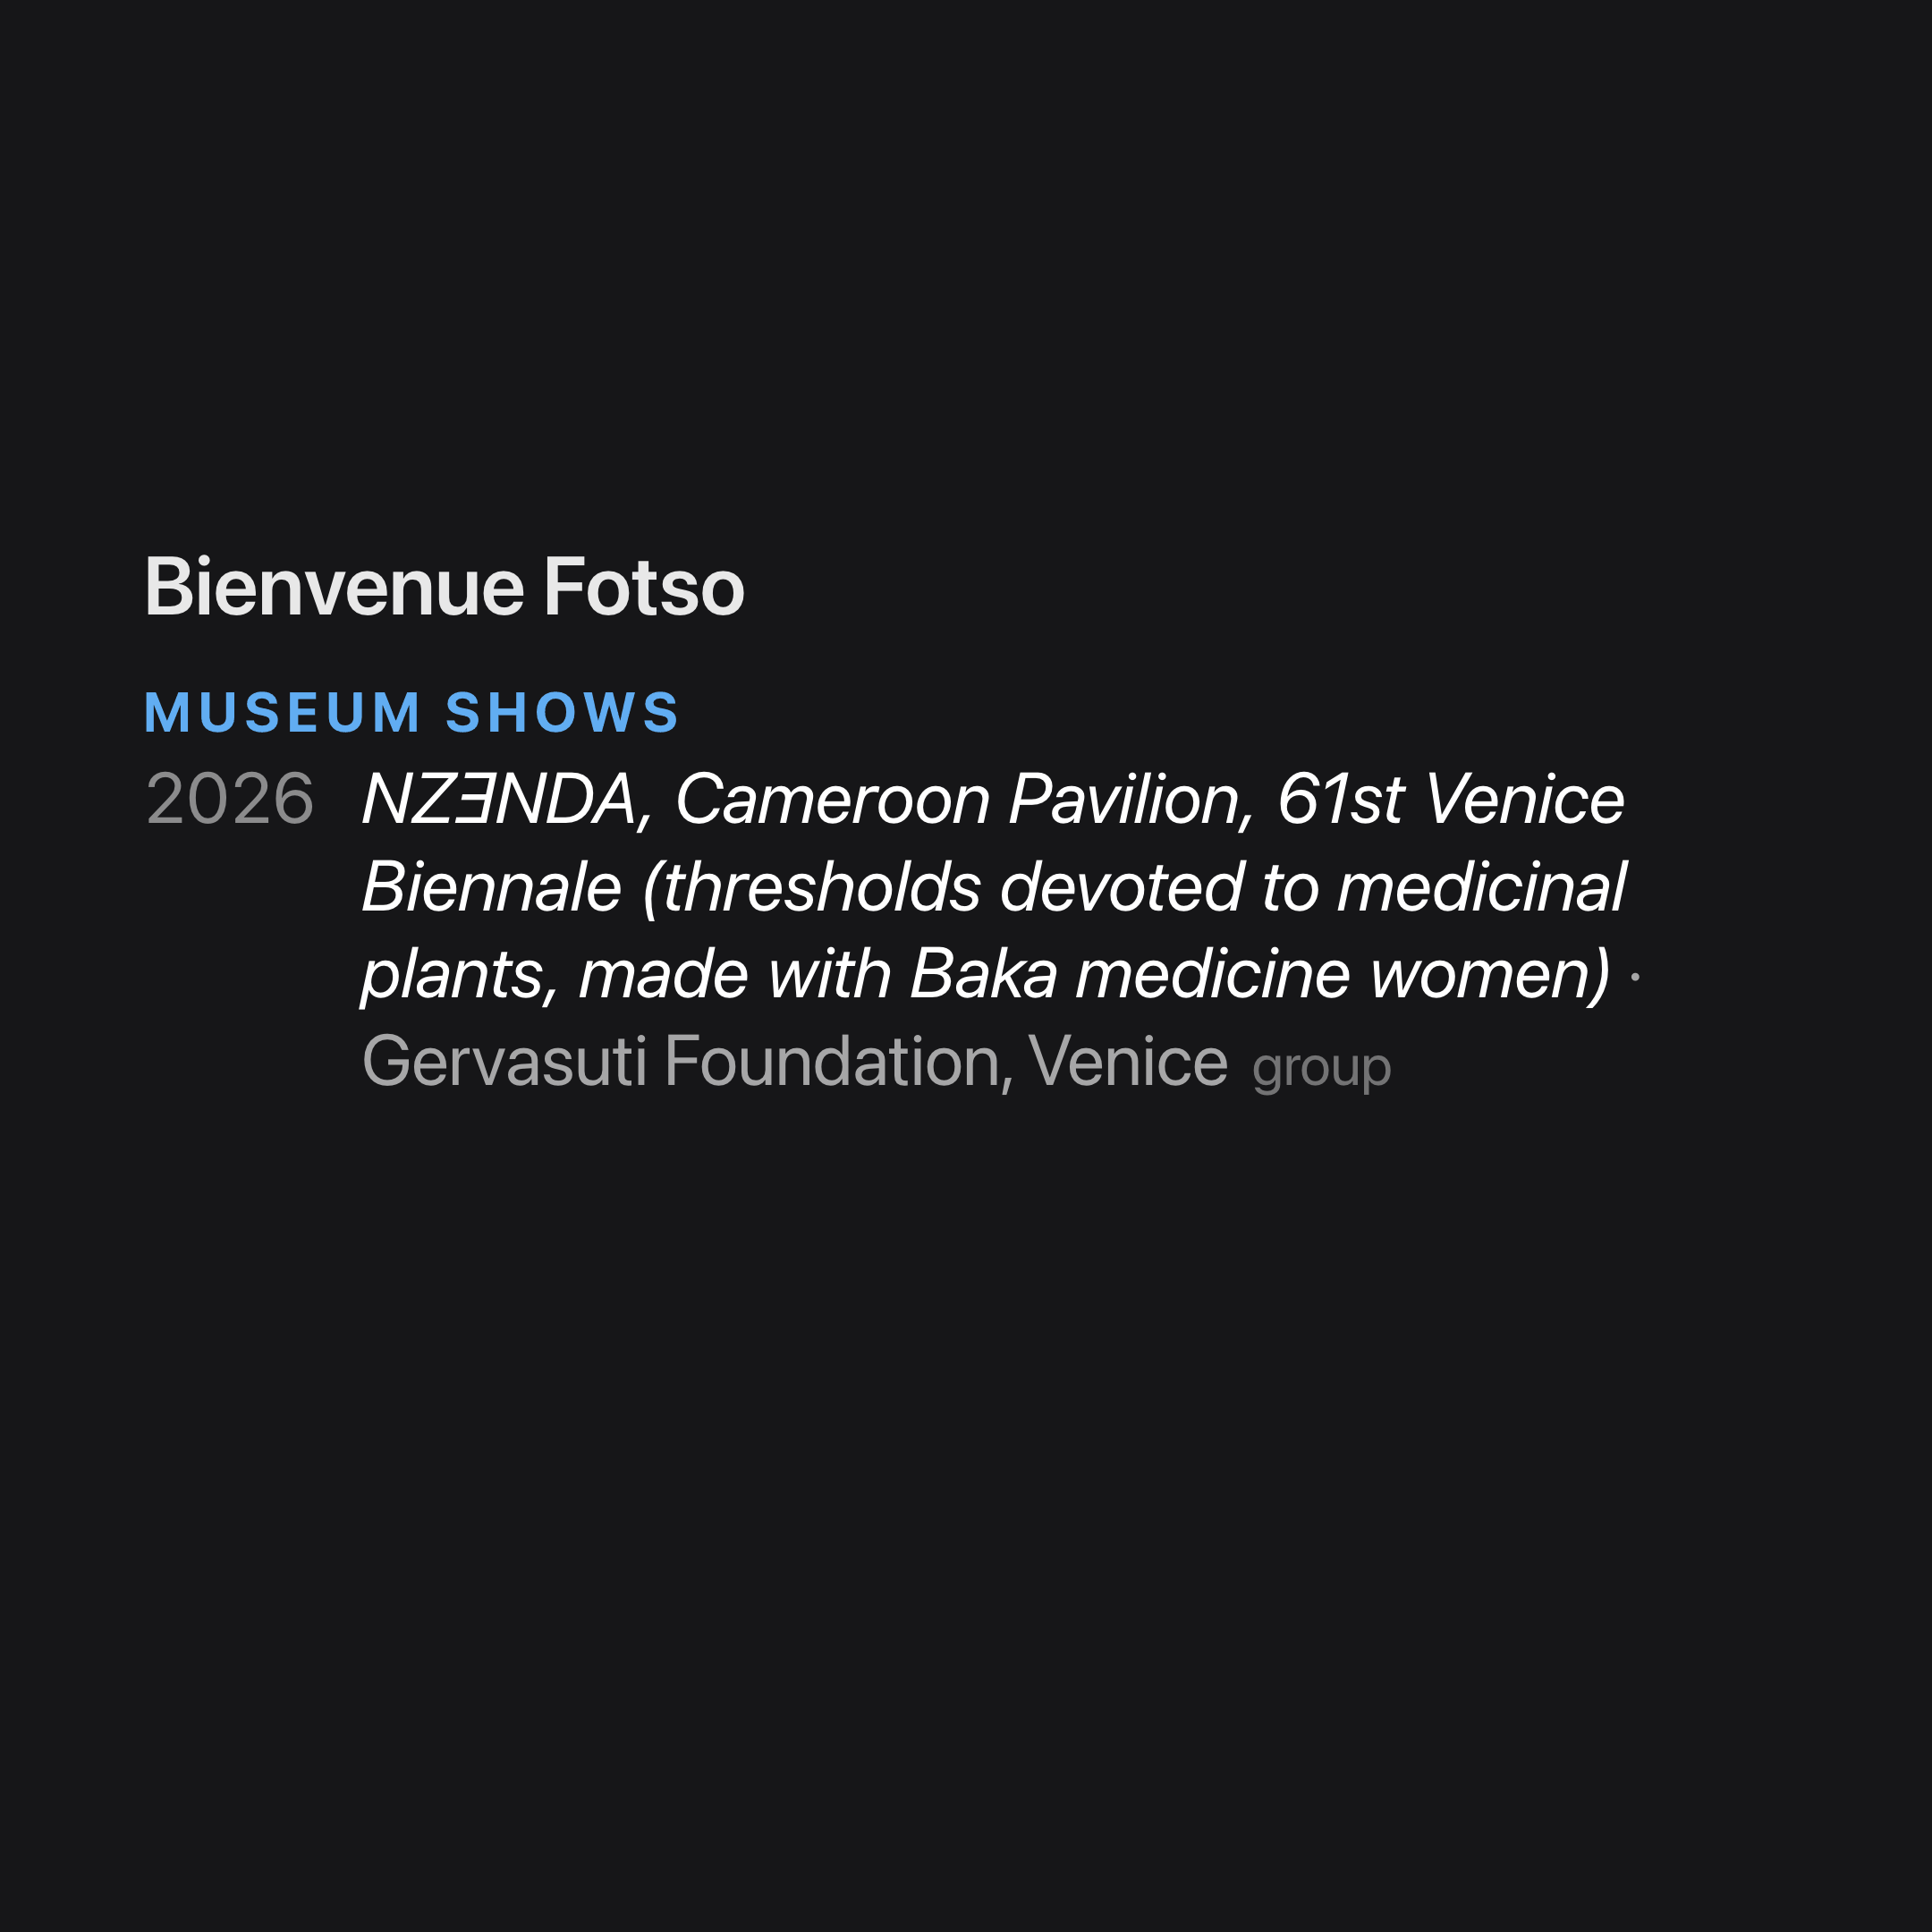 Bienvenue Fotso
MUSEUM SHOWS
2026 NZƎNDA, Cameroon Pavilion, 61st Venice
Biennale (thresholds devoted to medicinal
plants, made with Baka medicine women) ·
Gervasuti Foundation, Venice group